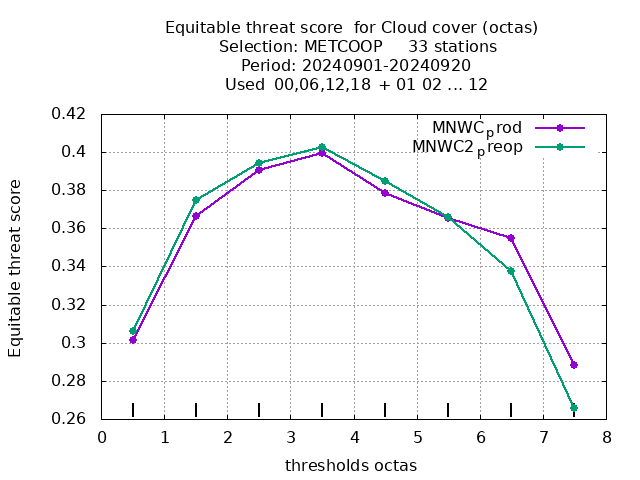 Equitable threat score  for Cloud cover (octas)
Selection: METCOOP     33 stations
Period: 20240901-20240920
Used  00,06,12,18  + 01 02 ... 12
MNWC_prod
MNWC2_preop
0.42
0.4
0.38
0.36
0.34
0.32
0.3
0.28
0.26
Equitable threat score
0 1 2 3 4 5 6 7 8
thresholds octas